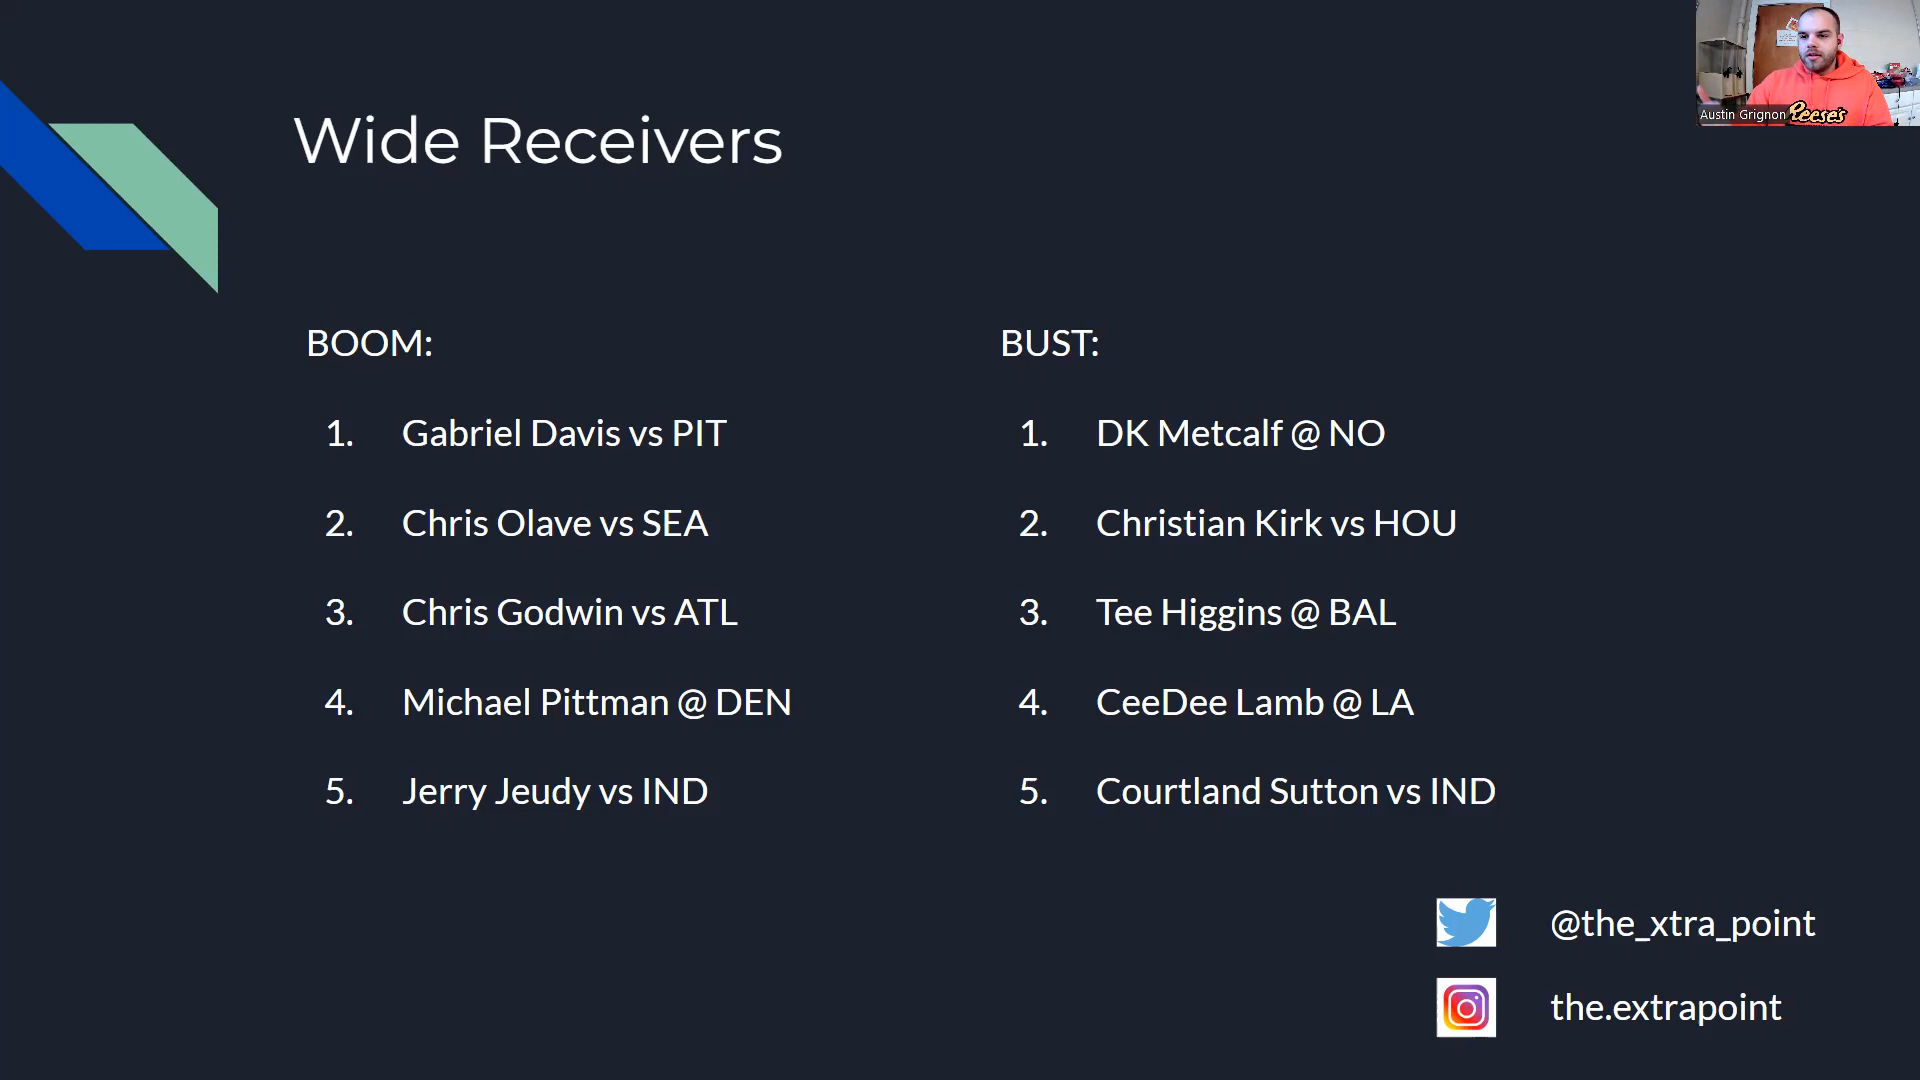 Wide Receivers
Austin Grignon
Reese's
BOOM:
1. Gabriel Davis vs PIT
2. Chris Olave vs SEA
3. Chris Godwin vs ATL
4. Michael Pittman @ DEN
5. Jerry Jeudy vs IND
BUST:
1. DK Metcalf @ NO
2. Christian Kirk vs HOU
3. Tee Higgins @ BAL
4. CeeDee Lamb @ LA
5. Courtland Sutton vs IND
@the_xtra_point
the.extrapoint